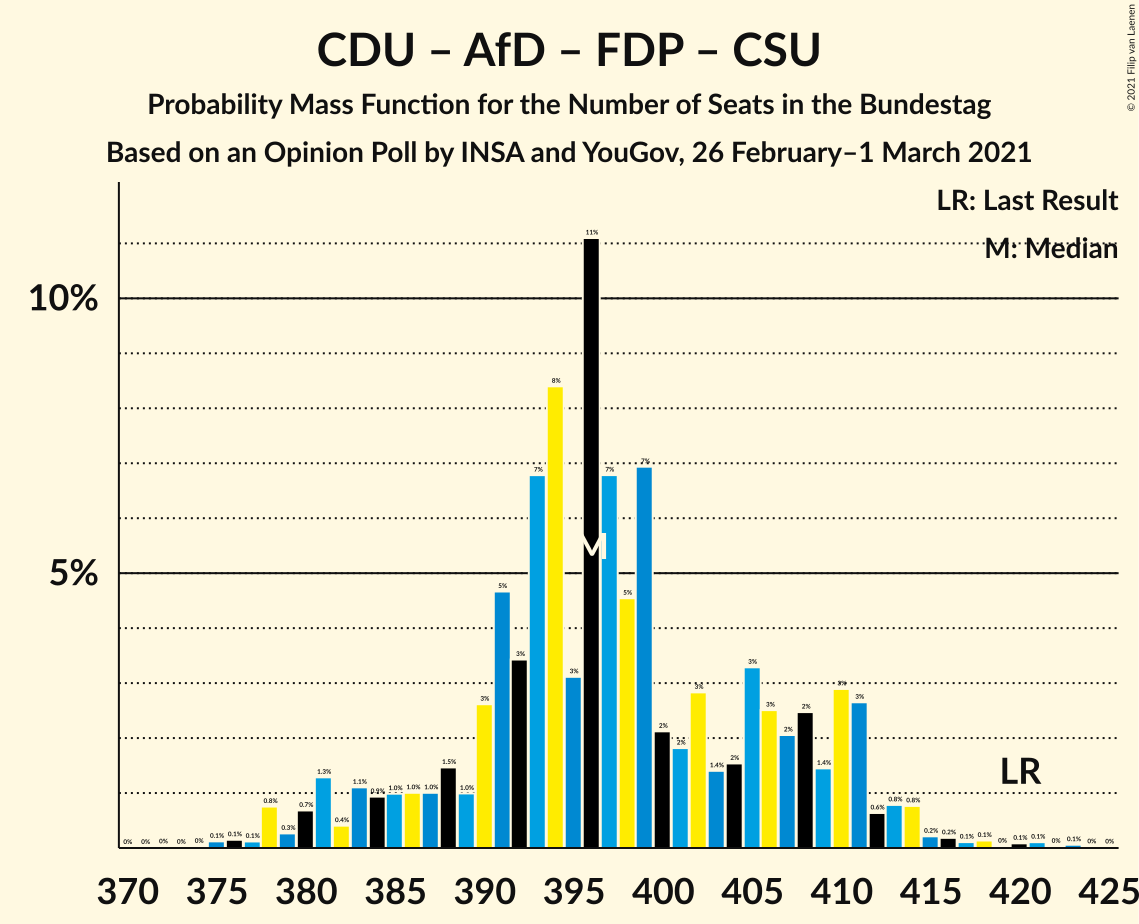 CDU – AfD – FDP – CSU
Probability Mass Function for the Number of Seats in the Bundestag
Based on an Opinion Poll by INSA and YouGov, 26 February–1 March 2021
© 2021 Filip van Laenen
LR: Last Result
M: Median
10%
5%
0% 0% 0% 0% 0% 0.1% 0.1% 0.1% 0.8% 0.3% 0.7% 1.3% 0.4% 1.1% 0.9% 1.0% 1.0% 1.0% 1.5% 1.0% 3% 5% 3% 7% 8% 3% 11% 7% 5% 7% 2% 2% 3% 1.4% 2% 3% 3% 2% 2% 1.4% 3% 3% 0.6% 0.8% 0.8% 0.2% 0.2% 0.1% 0.1% 0% 0.1% 0.1% 0% 0.1% 0% 0%
M
LR
370 375 380 385 390 395 400 405 410 415 420 425